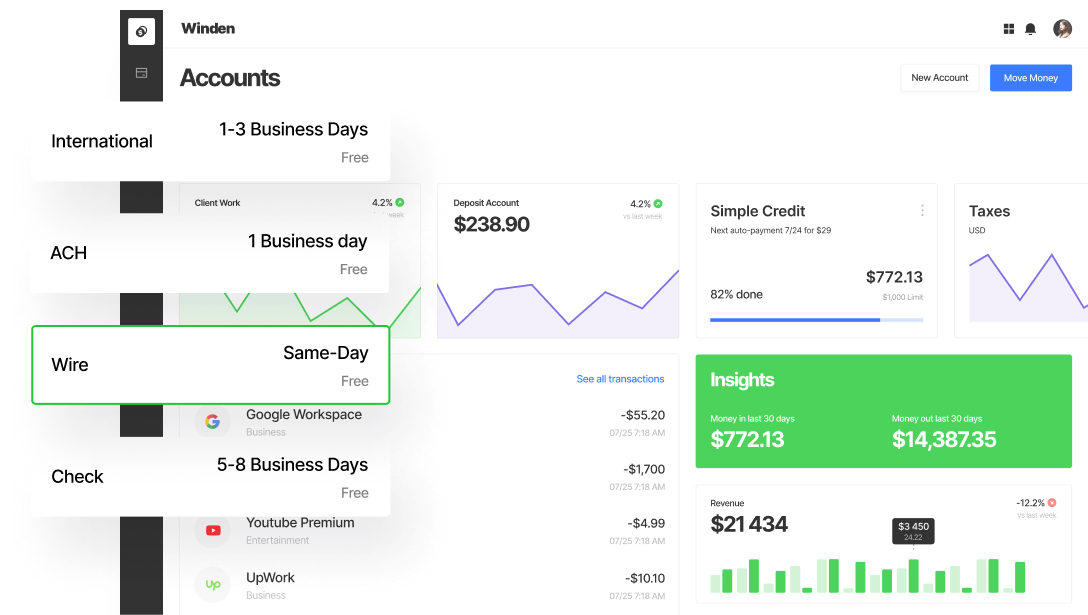 Winden
Accounts
New Account
Move Money
International
1-3 Business Days
Free
ACH
1 Business day
Free
Wire
Same-Day
Free
Check
5-8 Business Days
Free
Client Work
4.2%
week
Deposit Account
$238.90
4.2%
vs last week
Simple Credit
Next auto-payment 7/24 for $29
$772.13
82% done
$1,000 Limit
Taxes
USD
See all transactions
Google Workspace
Business
-$55.20
07/25 7:18 AM
-$1,700
07/25 7:18 AM
Youtube Premium
Entertainment
-$4.99
07/25 7:18 AM
Up
UpWork
Business
-$10.10
07/25 7:18 AM
Insights
Money in last 30 days
$772.13
Money out last 30 days
$14,387.35
Revenue
$21 434
-12.2%
vs last week
$3 450
24.22